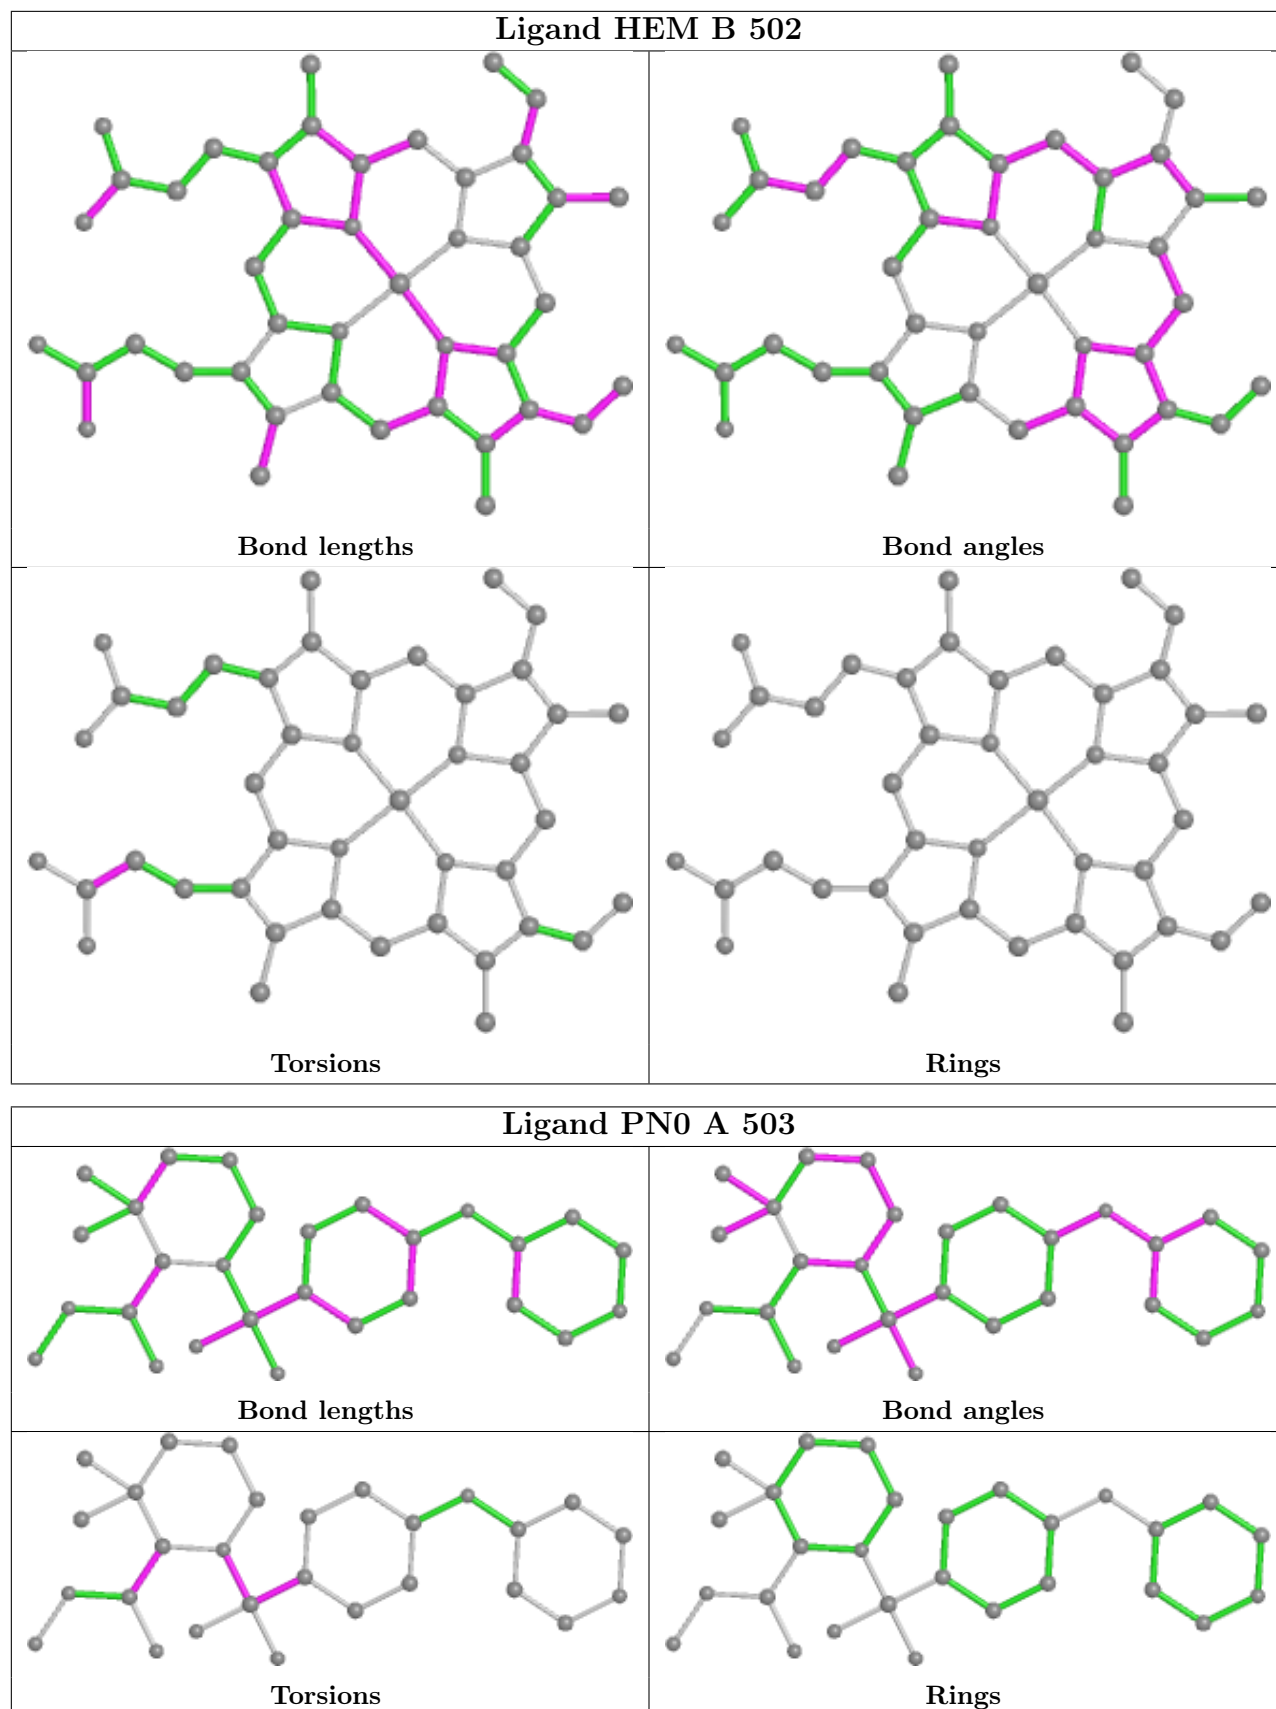 Ligand HEM B 502
Bond lengths
Bond angles
Torsions
Rings
Ligand PN0 A 503
Bond lengths
Bond angles
Torsions
Rings